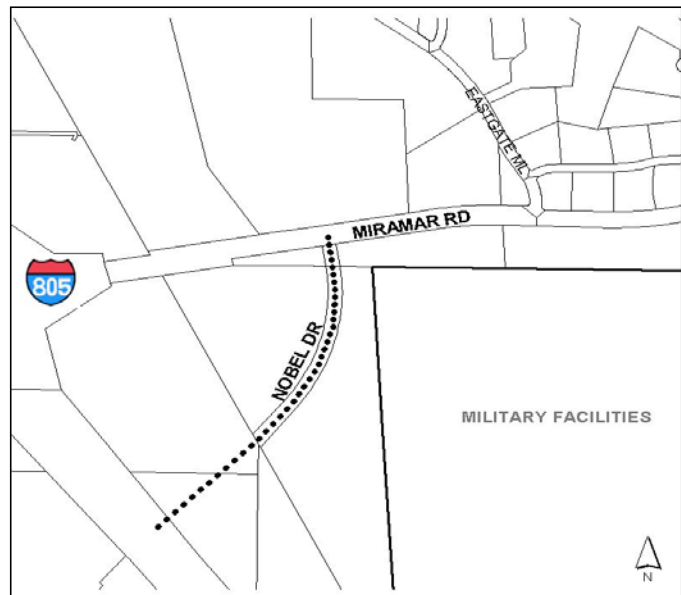 EASTGATE ML
MIRAMAR RD
805
NOBEL DR
MILITARY FACILITIES
N